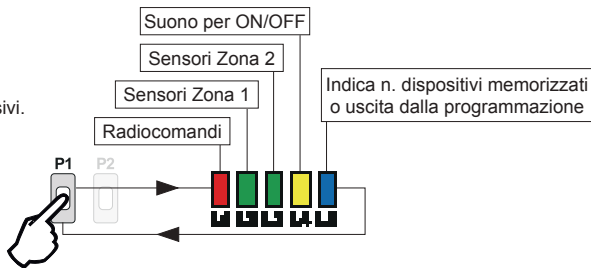 Suono per ON/OFF
Sensori Zona 2
Sensori Zona 1
Indica n. dispositivi memorizzati
o uscita dalla programmazione
sivi.
Radiocomandi
P1 P2